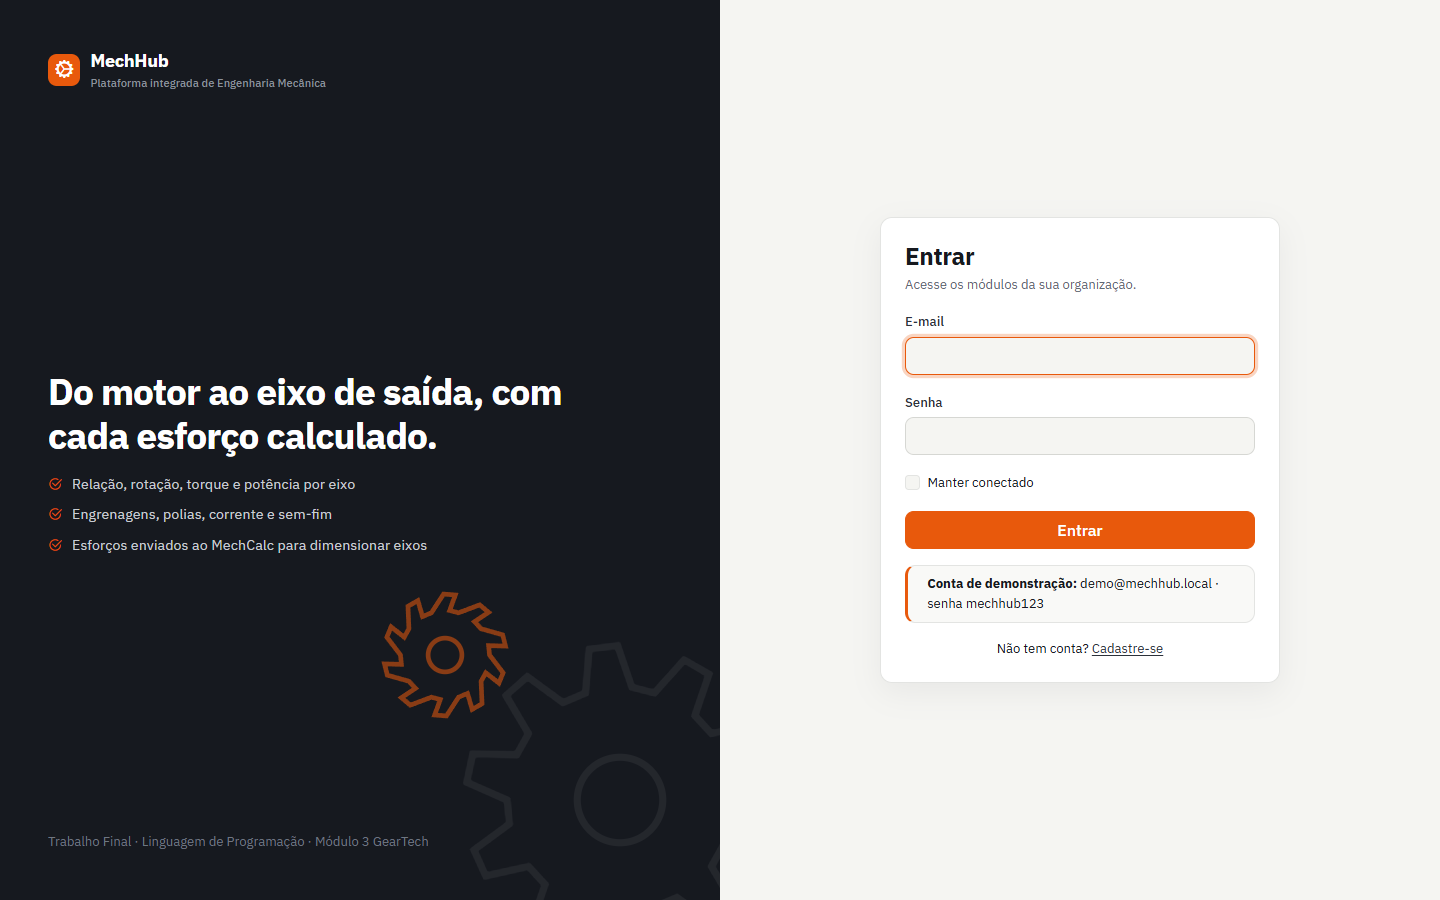 MechHub
Plataforma integrada de Engenharia Mecânica
Do motor ao eixo de saída, com
cada esforço calculado.
Relação, rotação, torque e potência por eixo
Engrenagens, polias, corrente e sem-fim
Esforços enviados ao MechCalc para dimensionar eixos
Trabalho Final · Linguagem de Programação · Módulo 3 GearTech
Entrar
Acesse os módulos da sua organização.
E-mail
Senha
Manter conectado
Entrar
Conta de demonstração: demo@mechhub.local ·
senha mechhub123
Não tem conta? Cadastre-se